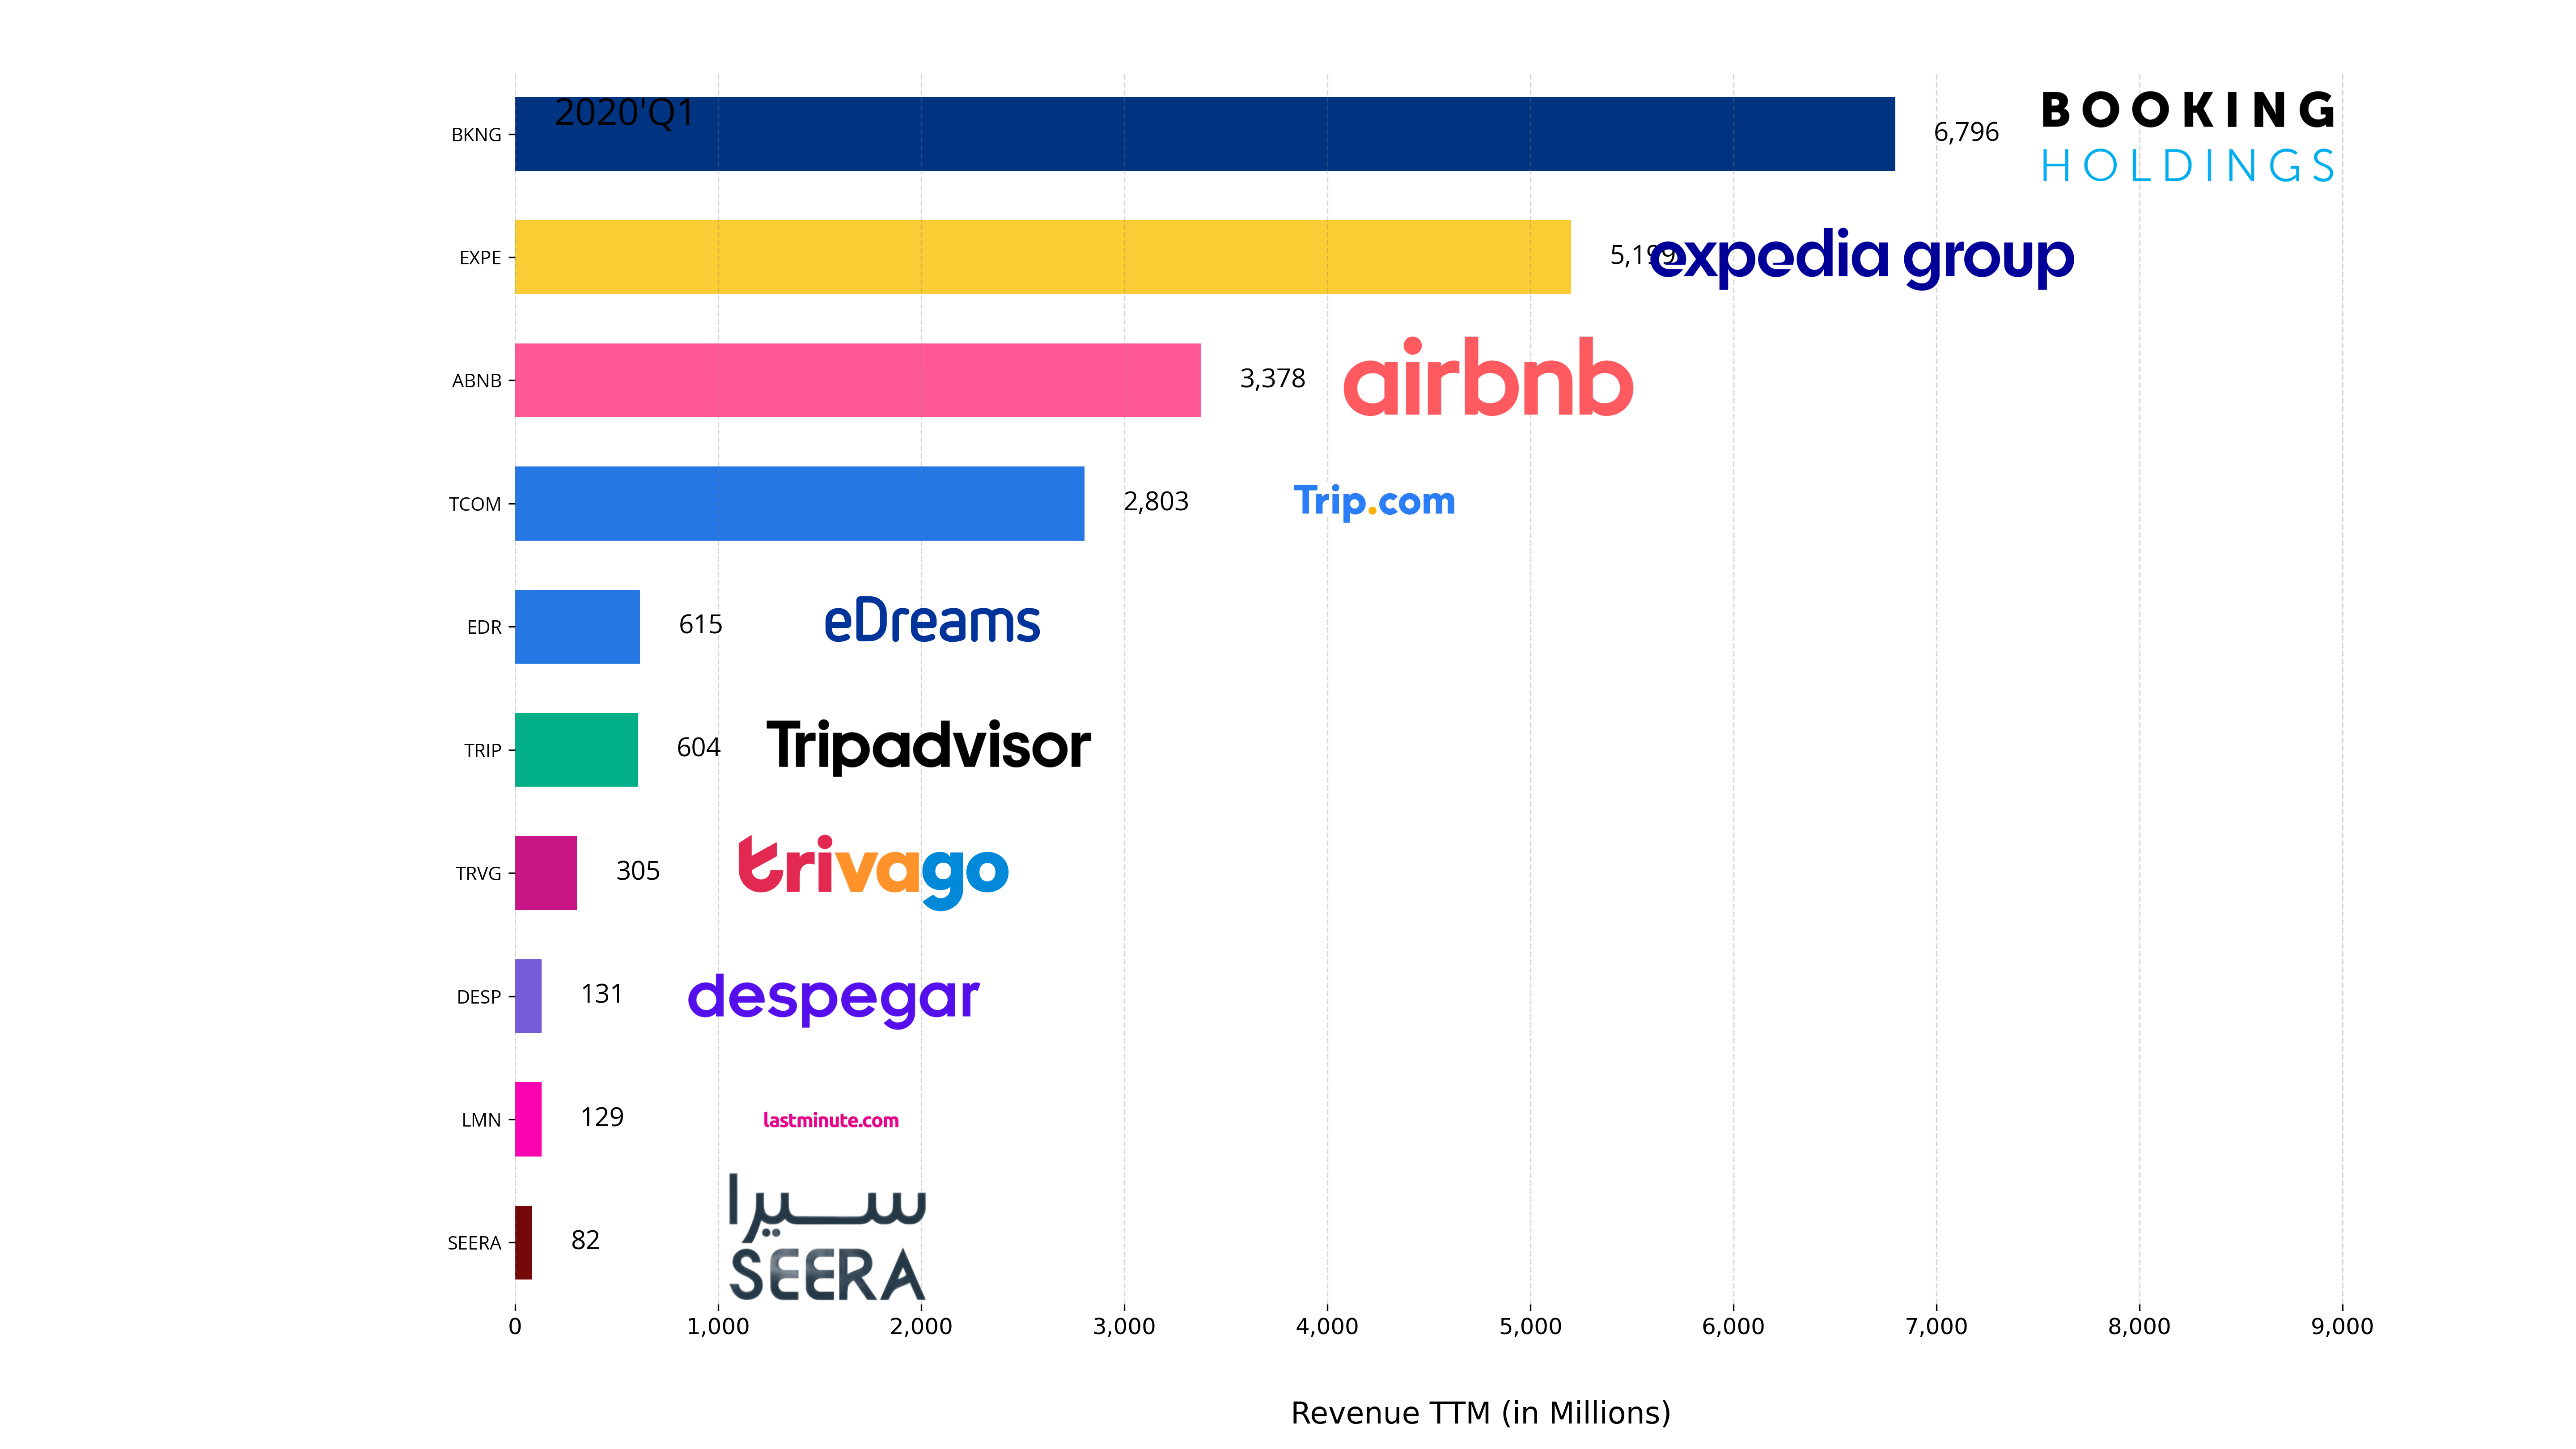 2020'Q1
BKNG 6,796 BOOKING
HOLDINGS
EXPE 5,199 expedia group
ABNB 3,378 airbnb
TCOM 2,803 Trip.com
EDR 615 eDreams
TRIP 604 Tripadvisor
TRVG 305 trivago
DESP 131 despegar
LMN 129 lastminute.com
سيرا
SEERA 82 SEERA
0 1,000 2,000 3,000 4,000 5,000 6,000 7,000 8,000 9,000
Revenue TTM (in Millions)